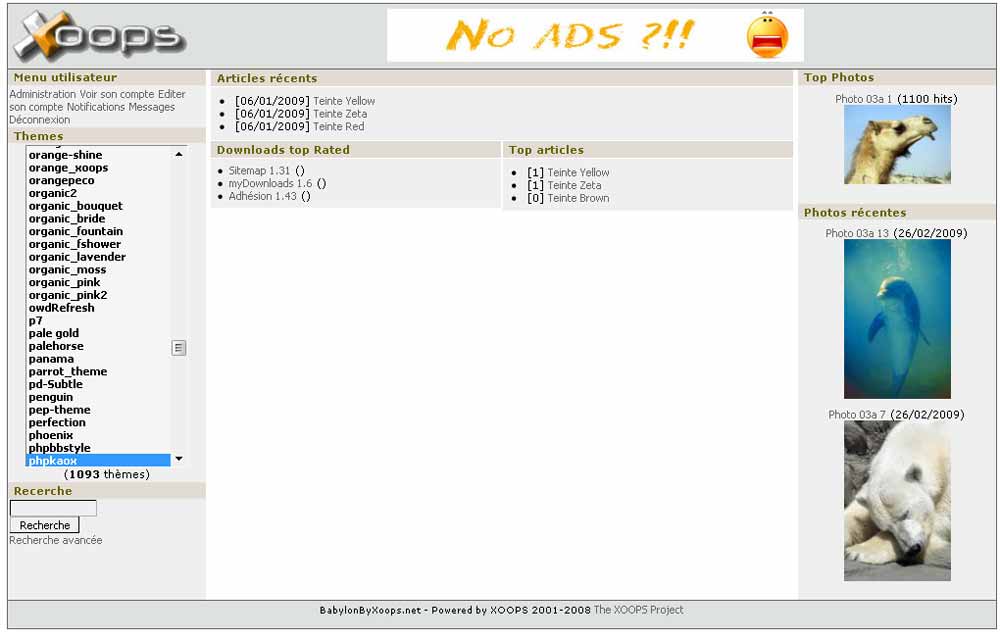 Xoops
No ADS ?!!
Menu utilisateur
Administration Voir son compte Editer
son compte Notifications Messages
Déconnexion
Themes
orange-shine
orange_xoops
orangepeco
organic2
organic_bouquet
organic_bride
organic_fountain
organic_fshower
organic_lavender
organic_moss
organic_pink
organic_pink2
owdRefresh
p7
pale gold
palehorse
panama
parrot_theme
pd-Subtle
penguin
pep-theme
perfection
phoenix
phpbbstyle
phpkaox
(1093 thèmes)
Recerche
Recherche
Recherche avancée
Articles récents
[06/01/2009] Teinte Yellow
[06/01/2009] Teinte Zeta
[06/01/2009] Teinte Red
Downloads top Rated
Sitemap 1.31 ()
myDownloads 1.6 ()
Adhésion 1.43 ()
Top articles
[1] Teinte Yellow
[1] Teinte Zeta
[0] Teinte Brown
Top Photos
Photo 03a 1 (1100 hits)
Photos récentes
Photo 03a 13 (26/02/2009)
Photo 03a 7 (26/02/2009)
BabylonByXoops.net - Powered by XOOPS 2001-2008 The XOOPS Project